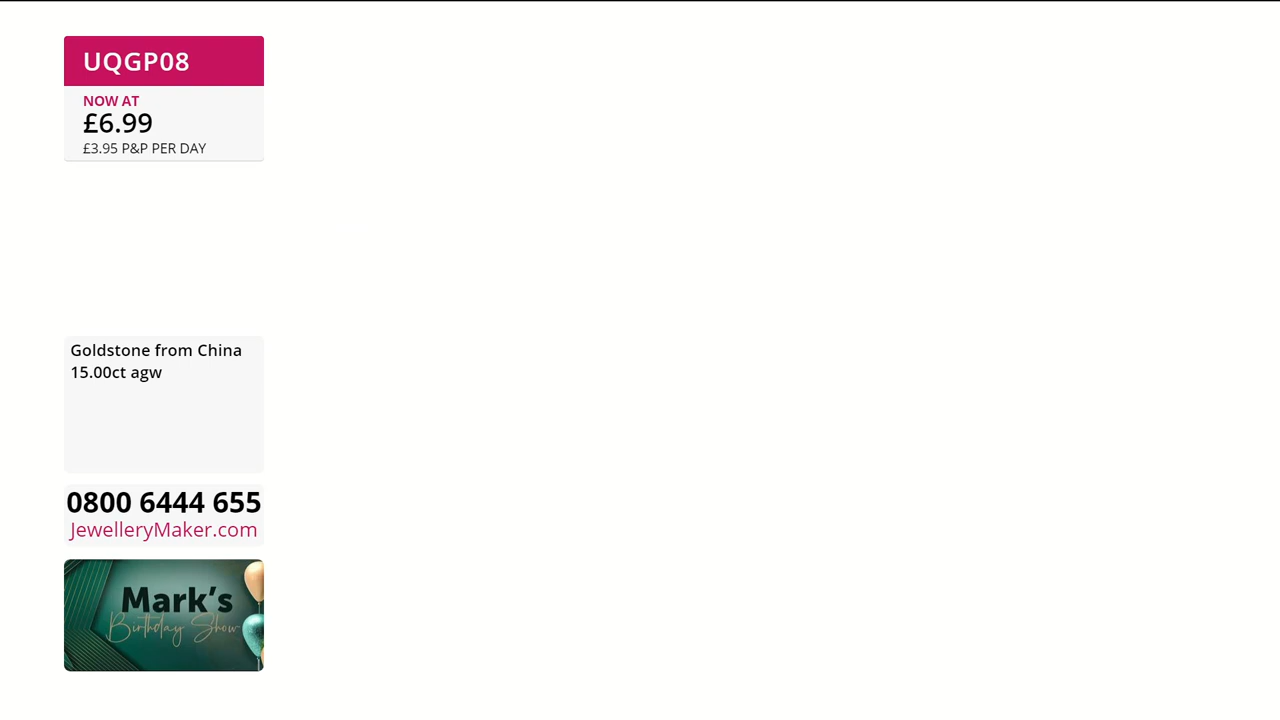 UQGP08
NOW AT
£6.99
£3.95 P&P PER DAY
Goldstone from China
15.00ct agw
0800 6444 655
JewelleryMaker.com
Mark's
Birthday Show